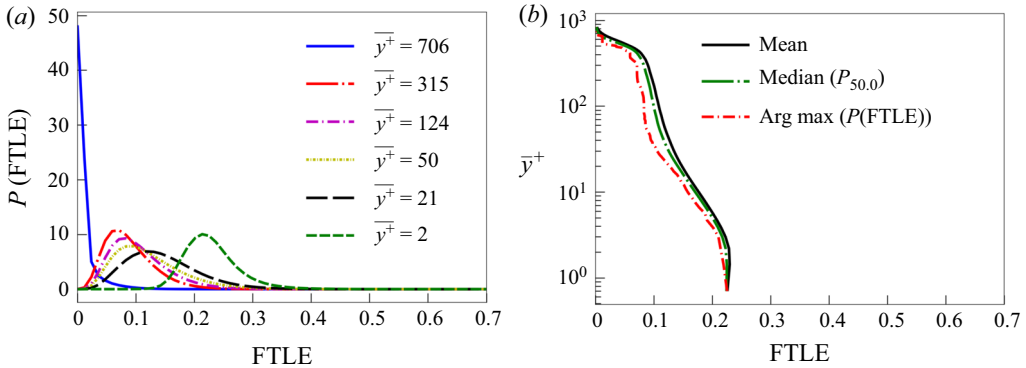 (a)
50
40
30
20
10
0
P (FTLE)
y⁺ = 706
y⁺ = 315
y⁺ = 124
y⁺ = 50
y⁺ = 21
y⁺ = 2
0 0.1 0.2 0.3 0.4 0.5 0.6 0.7
FTLE
(b)
10³
10²
10¹
10⁰
ȳ⁺
Mean
Median (P₅₀.₀)
Arg max (P(FTLE))
0 0.1 0.2 0.3 0.4 0.5 0.6 0.7
FTLE